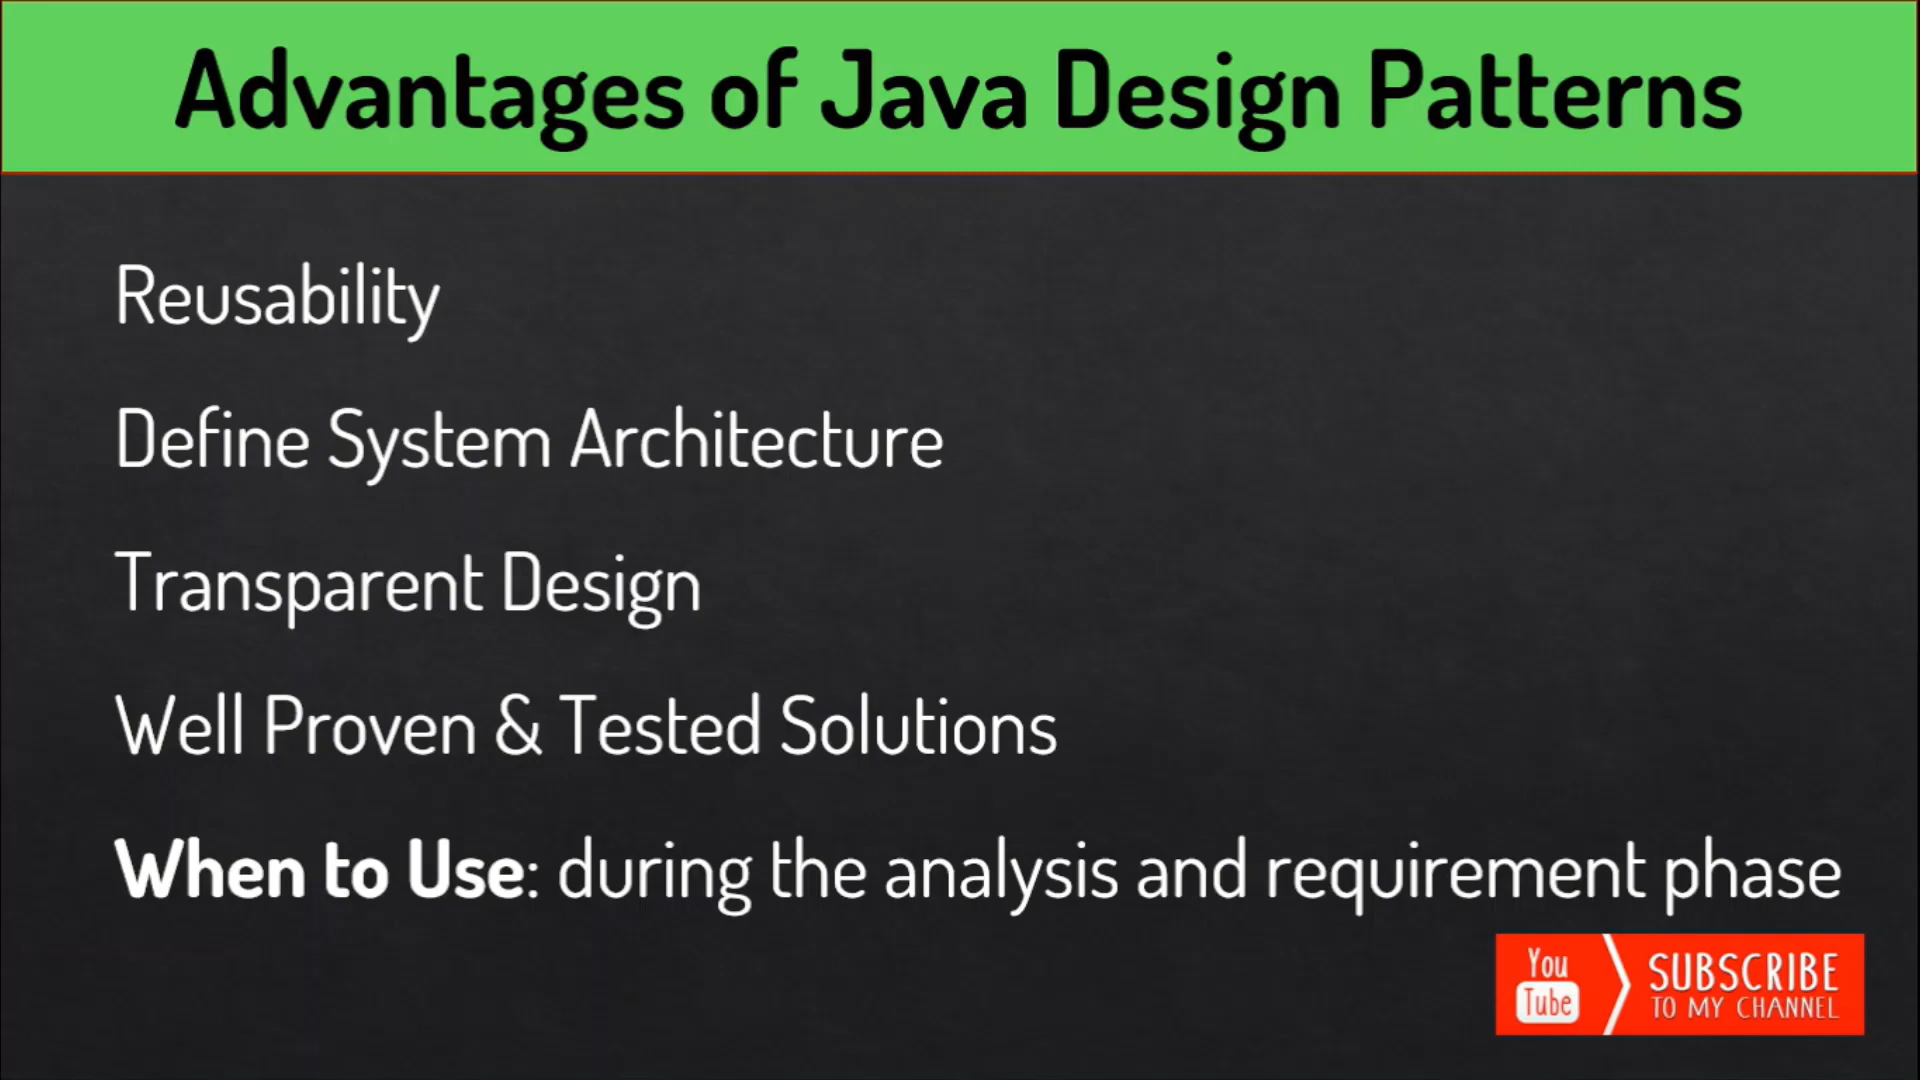 Advantages of Java Design Patterns
Reusability
Define System Architecture
Transparent Design
Well Proven & Tested Solutions
When to Use: during the analysis and requirement phase
You
Tube
SUBSCRIBE
TO MY CHANNEL